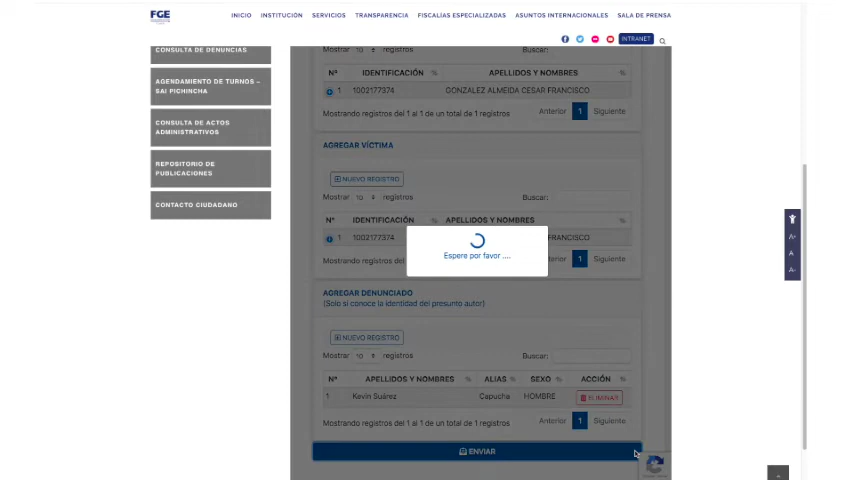 FGE
INICIO INSTITUCIÓN SERVICIOS TRANSPARENCIA FISCALÍAS ESPECIALIZADAS ASUNTOS INTERNACIONALES SALA DE PRENSA
INTRANET
CONSULTA DE DENUNCIAS
AGENDAMIENTO DE TURNOS –
SAI PICHINCHA
CONSULTA DE ACTOS
ADMINISTRATIVOS
REPOSITORIO DE
PUBLICACIONES
CONTACTO CIUDADANO
Mostrar 10 registros Buscar:
Nº IDENTIFICACIÓN APELLIDOS Y NOMBRES
1 1002177374 GONZALEZ ALMEIDA CESAR FRANCISCO
Mostrando registros del 1 al 1 de un total de 1 registros Anterior 1 Siguiente
AGREGAR VÍCTIMA
NUEVO REGISTRO
Mostrar 10 registros Buscar:
Nº IDENTIFICACIÓN APELLIDOS Y NOMBRES
1 1002177374 FRANCISCO
Mostrando registros del 1 Siguiente
Espere por favor ....
AGREGAR DENUNCIADO
(Solo si conoce la identidad del presunto autor)
NUEVO REGISTRO
Mostrar 10 registros Buscar:
Nº APELLIDOS Y NOMBRES ALIAS SEXO ACCIÓN
1 Kevin Suárez Capucha HOMBRE ELIMINAR
Mostrando registros del 1 al 1 de un total de 1 registros Anterior 1 Siguiente
ENVIAR
A+
A
A-